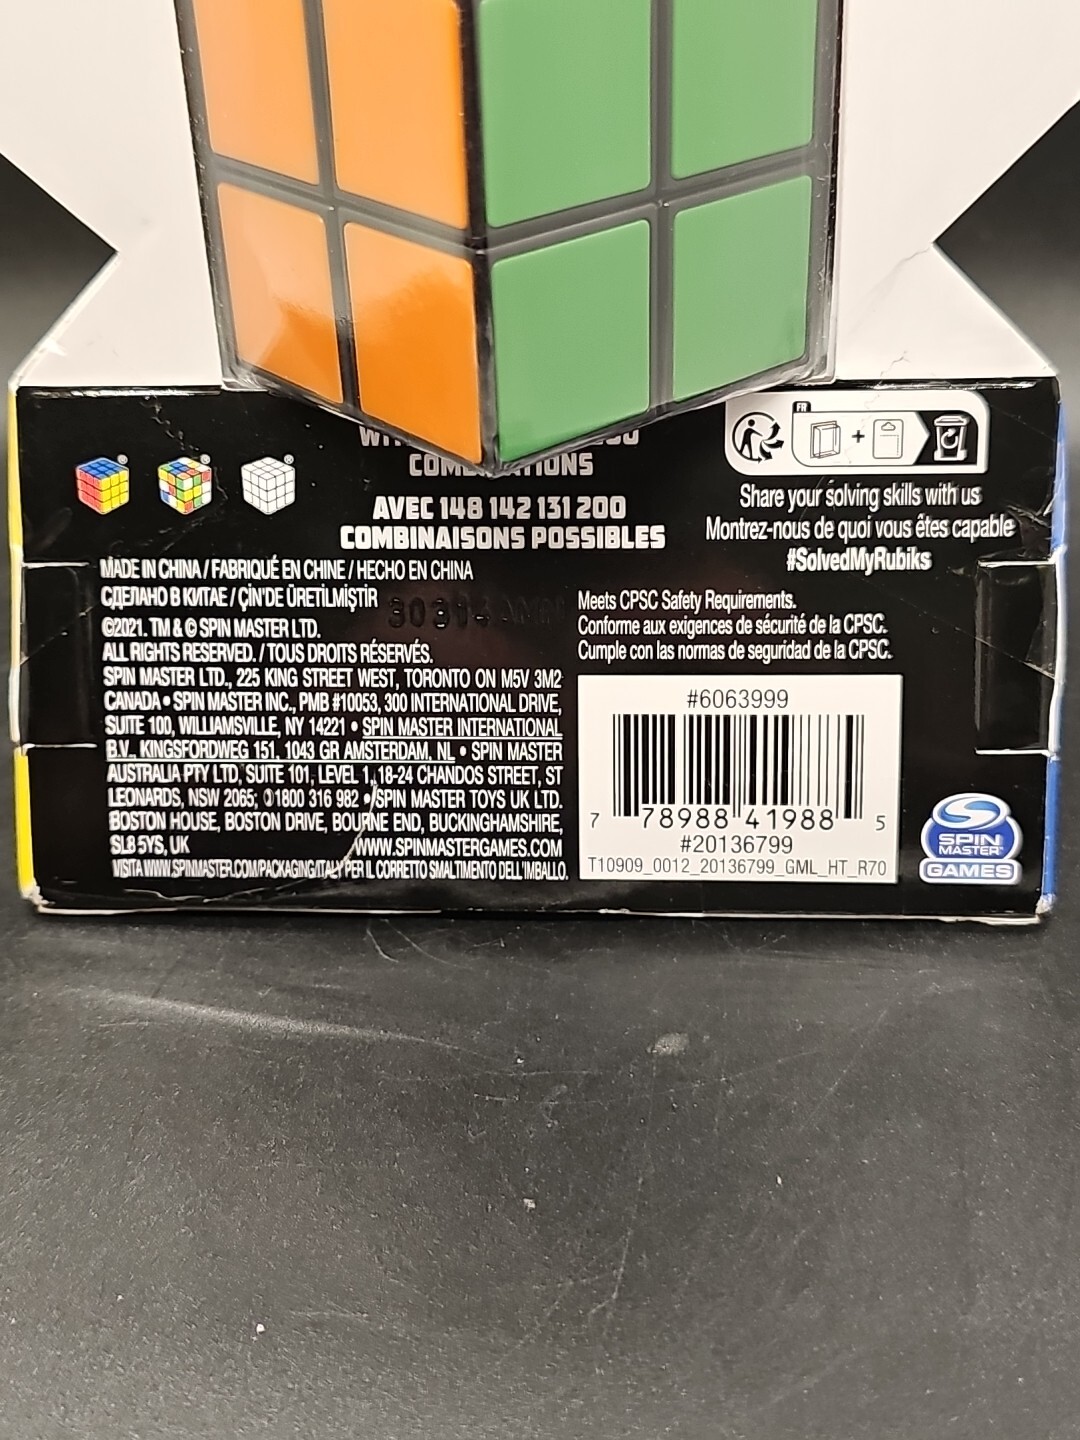 COMBINATIONS
AVEC 148 142 131 200
COMBINAISONS POSSIBLES
FR
+
Share your solving skills with us
Montrez-nous de quoi vous êtes capable
#SolvedMyRubiks
MADE IN CHINA / FABRIQUÉ EN CHINE / HECHO EN CHINA
СДЕЛАНО В КИТАЕ / ÇİN'DE ÜRETİLMİŞTİR
©2021. TM & © SPIN MASTER LTD.
ALL RIGHTS RESERVED. / TOUS DROITS RÉSERVÉS.
SPIN MASTER LTD., 225 KING STREET WEST, TORONTO ON M5V 3M2
CANADA • SPIN MASTER INC., PMB #10053, 300 INTERNATIONAL DRIVE,
SUITE 100, WILLIAMSVILLE, NY 14221 • SPIN MASTER INTERNATIONAL
B.V., KINGSFORDWEG 151, 1043 GR AMSTERDAM, NL • SPIN MASTER
AUSTRALIA PTY LTD, SUITE 101, LEVEL 1, 18-24 CHANDOS STREET, ST
LEONARDS, NSW 2065; 1800 316 982 • SPIN MASTER TOYS UK LTD.
BOSTON HOUSE, BOSTON DRIVE, BOURNE END, BUCKINGHAMSHIRE,
SL8 5YS, UK WWW.SPINMASTERGAMES.COM
VISITA WWW.SPINMASTER.COM/PACKAGING/ITALY PER IL CORRETTO SMALTIMENTO DELL'IMBALLO.
Meets CPSC Safety Requirements.
Conforme aux exigences de sécurité de la CPSC.
Cumple con las normas de seguridad de la CPSC.
#6063999
7 78988 41988 5
#20136799
T10909_0012_20136799_GML_HT_R70
SPIN
MASTER
GAMES